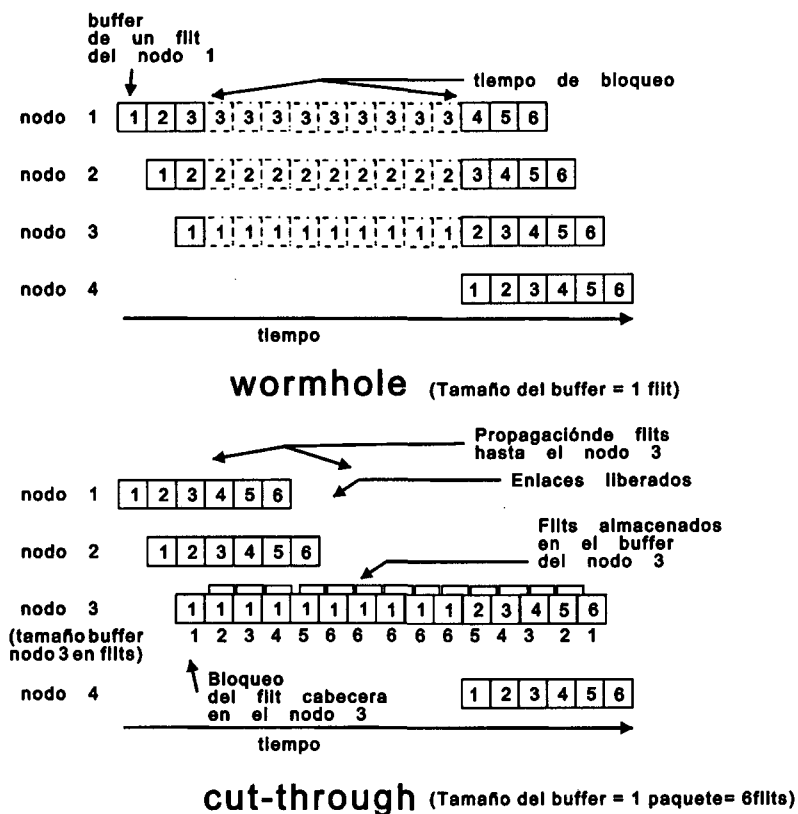 buffer
de un flit
del nodo 1
tiempo de bloqueo
nodo 1 1 2 3 3 3 3 3 3 3 3 3 3 4 5 6
nodo 2 1 2 2 2 2 2 2 2 2 2 2 3 4 5 6
nodo 3 1 1 1 1 1 1 1 1 1 1 2 3 4 5 6
nodo 4 1 2 3 4 5 6
tiempo
wormhole (Tamaño del buffer = 1 flit)
Propagaciónde flits
hasta el nodo 3
Enlaces liberados
nodo 1 1 2 3 4 5 6
Flits almacenados
en el buffer
del nodo 3
nodo 2 1 2 3 4 5 6
nodo 3 1 1 1 1 1 1 1 1 1 1 2 3 4 5 6
(tamaño buffer 1 2 3 4 5 6 6 6 6 6 5 4 3 2 1
nodo 3 en flits)
Bloqueo
del flit cabecera
en el nodo 3
nodo 4 1 2 3 4 5 6
tiempo
cut-through (Tamaño del buffer = 1 paquete= 6flits)